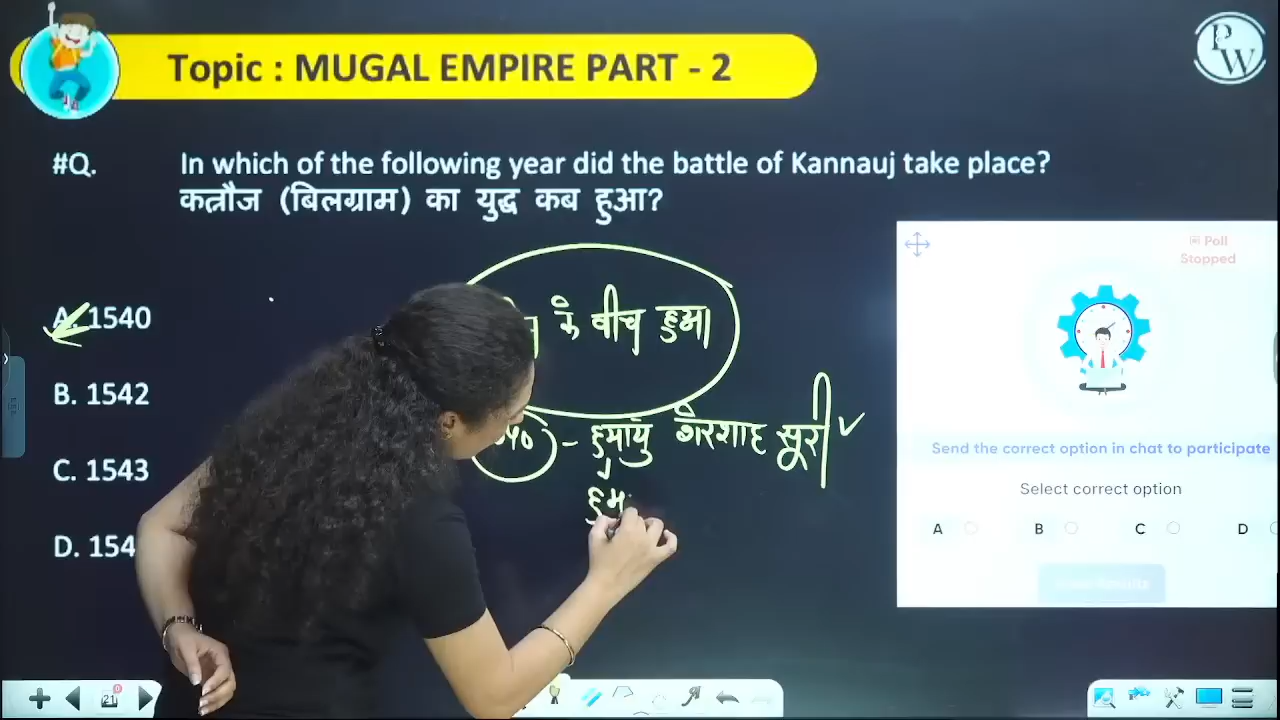 Topic : MUGAL EMPIRE PART - 2
PW
#Q. In which of the following year did the battle of Kannauj take place?
कन्नौज (बिलग्राम) का युद्ध कब हुआ?
A. 1540
B. 1542
C. 1543
D. 154
के बीच हुआ
हुमायु शेरशाह सूरी
हुम
Poll
Stopped
Send the correct option in chat to participate
Select correct option
A B C D
21